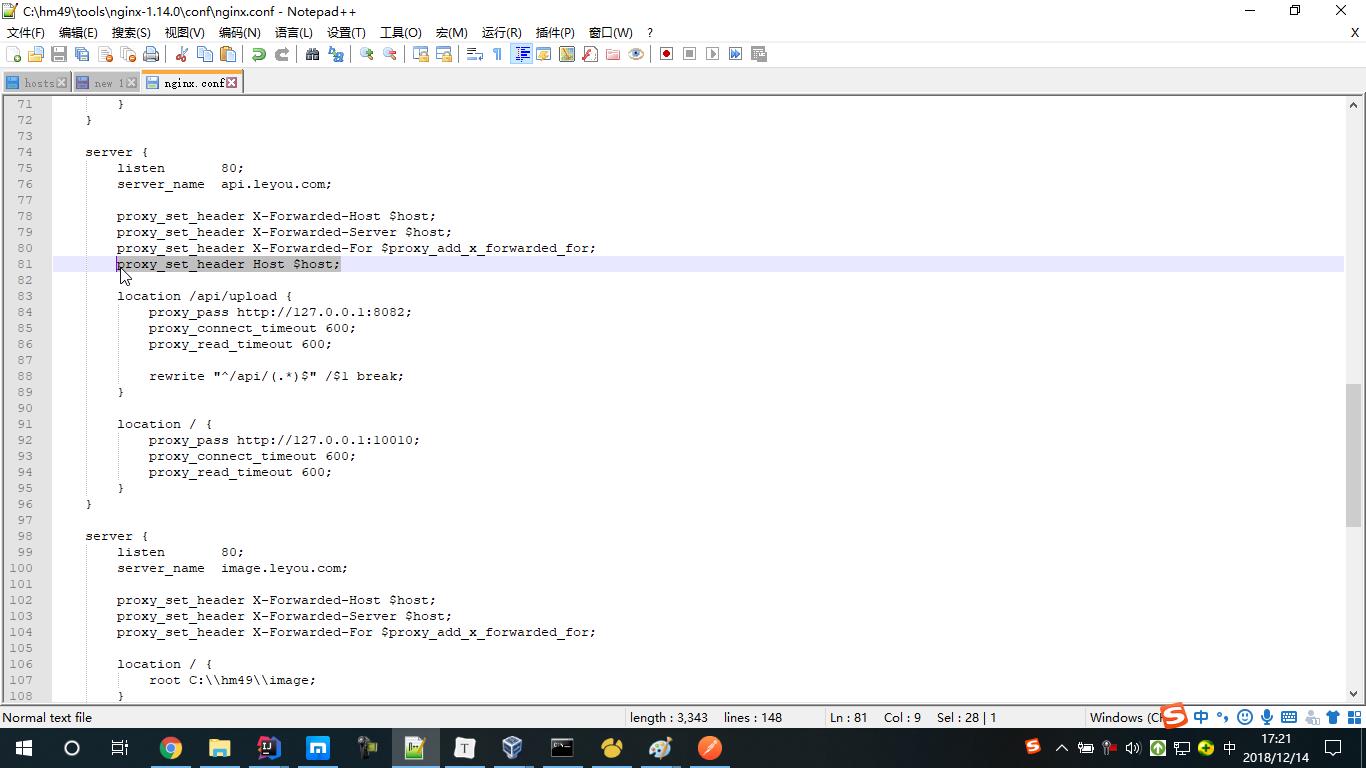 C:\hm49\tools\nginx-1.14.0\conf\nginx.conf - Notepad++
文件(F) 编辑(E) 搜索(S) 视图(V) 编码(N) 语言(L) 设置(T) 工具(O) 宏(M) 运行(R) 插件(P) 窗口(W) ? X
hosts new 1 nginx.conf
71 }
72 }
73
74 server {
75 listen 80;
76 server_name api.leyou.com;
77
78 proxy_set_header X-Forwarded-Host $host;
79 proxy_set_header X-Forwarded-Server $host;
80 proxy_set_header X-Forwarded-For $proxy_add_x_forwarded_for;
81 proxy_set_header Host $host;
82
83 location /api/upload {
84 proxy_pass http://127.0.0.1:8082;
85 proxy_connect_timeout 600;
86 proxy_read_timeout 600;
87
88 rewrite "^/api/(.*)$" /$1 break;
89 }
90
91 location / {
92 proxy_pass http://127.0.0.1:10010;
93 proxy_connect_timeout 600;
94 proxy_read_timeout 600;
95 }
96 }
97
98 server {
99 listen 80;
100 server_name image.leyou.com;
101
102 proxy_set_header X-Forwarded-Host $host;
103 proxy_set_header X-Forwarded-Server $host;
104 proxy_set_header X-Forwarded-For $proxy_add_x_forwarded_for;
105
106 location / {
107 root C:\\hm49\\image;
108 }
Normal text file length : 3,343 lines : 148 Ln : 81 Col : 9 Sel : 28 | 1 Windows (C 中
中 17:21
2018/12/14